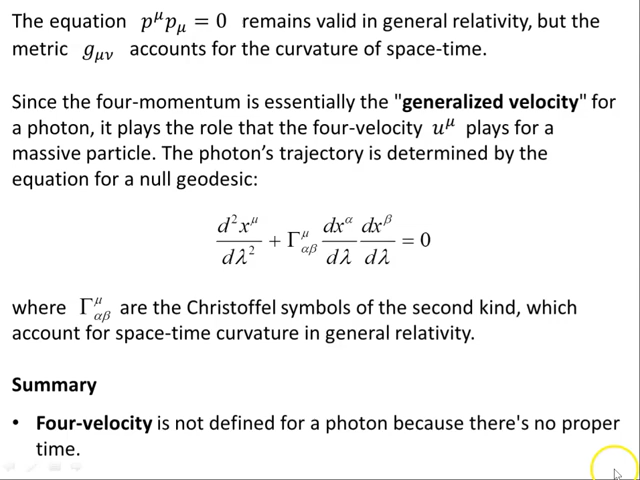 The equation p^μ p_μ = 0 remains valid in general relativity, but the
metric g_μν accounts for the curvature of space-time.
Since the four-momentum is essentially the "generalized velocity" for
a photon, it plays the role that the four-velocity u^μ plays for a
massive particle. The photon's trajectory is determined by the
equation for a null geodesic:
d²x^μ/dλ² + Γ^μ_αβ dx^α/dλ dx^β/dλ = 0
where Γ^μ_αβ are the Christoffel symbols of the second kind, which
account for space-time curvature in general relativity.
Summary
• Four-velocity is not defined for a photon because there's no proper
time.